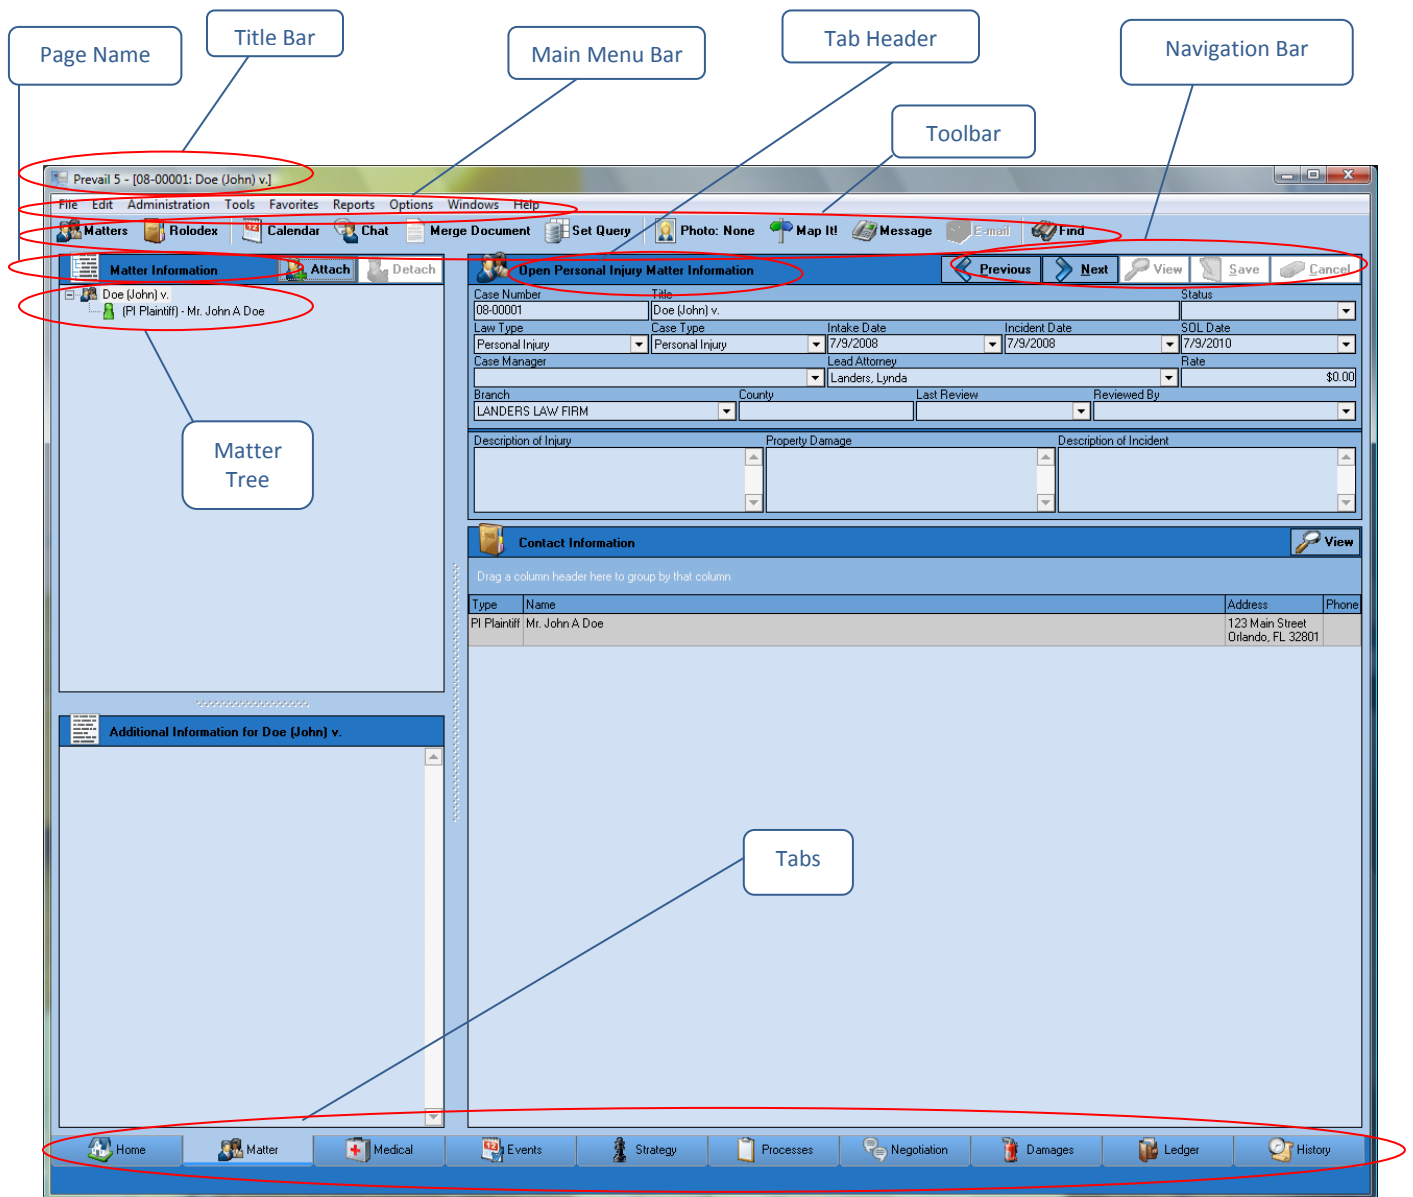 Page Name
Title Bar
Main Menu Bar
Tab Header
Navigation Bar
Toolbar
Prevail 5 - [08-00001: Doe (John) v.]
File Edit Administration Tools Favorites Reports Options Windows Help
Matters Rolodex Calendar Chat Merge Document Set Query Photo: None Map It! Message E-mail Find
Matter Information Attach Detach
Open Personal Injury Matter Information Previous Next View Save Cancel
Doe (John) v.
(PI Plaintiff) - Mr. John A Doe
Case Number Title Status
08-00001 Doe (John) v.
Law Type Case Type Intake Date Incident Date SOL Date
Personal Injury Personal Injury 7/9/2008 7/9/2008 7/9/2010
Case Manager Lead Attorney Rate
Landers, Lynda $0.00
Branch County Last Review Reviewed By
LANDERS LAW FIRM
Description of Injury Property Damage Description of Incident
Matter
Tree
Contact Information View
Drag a column header here to group by that column
Type Name Address Phone
PI Plaintiff Mr. John A Doe 123 Main Street
Orlando, FL 32801
Additional Information for Doe (John) v.
Tabs
Home Matter Medical Events Strategy Processes Negotiation Damages Ledger History